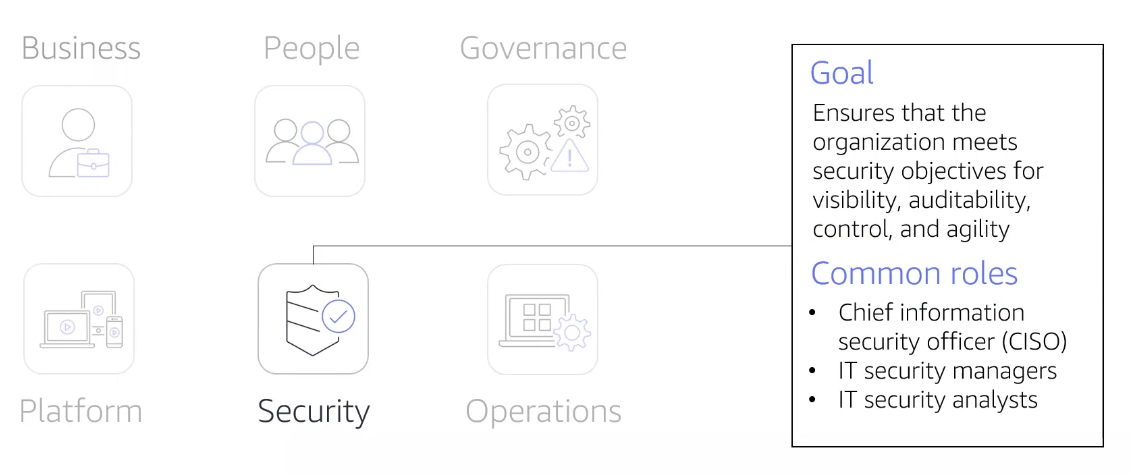 Business
People
Governance
Platform
Security
Operations
Goal
Ensures that the
organization meets
security objectives for
visibility, auditability,
control, and agility
Common roles
• Chief information
security officer (CISO)
• IT security managers
• IT security analysts